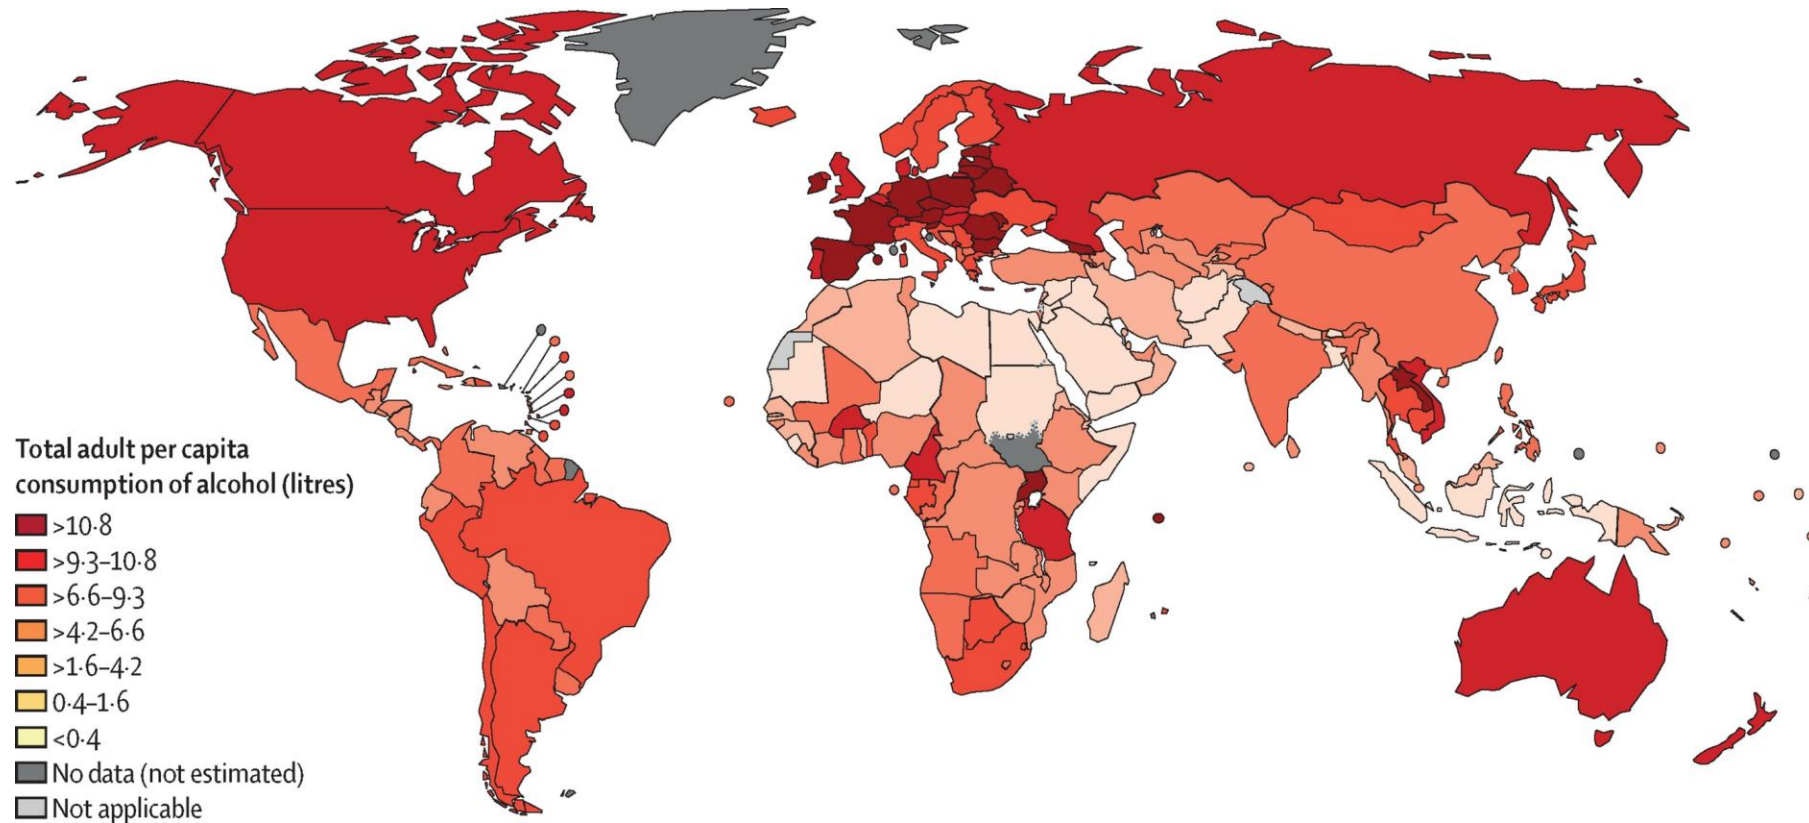 Total adult per capita
consumption of alcohol (litres)
>10·8
>9·3–10·8
>6·6–9·3
>4·2–6·6
>1·6–4·2
0·4–1·6
<0·4
No data (not estimated)
Not applicable